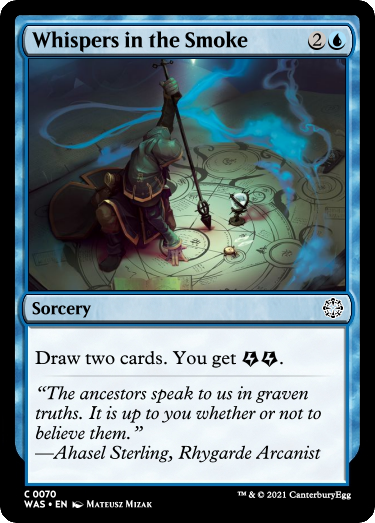 Whispers in the Smoke 2
Sorcery
Draw two cards. You get
“The ancestors speak to us in graven
truths. It is up to you whether or not to
believe them.”
—Ahasel Sterling, Rhygarde Arcanist
C 0070
WAS • EN Mateusz Mizak
™ & © 2021 CanterburyEgg